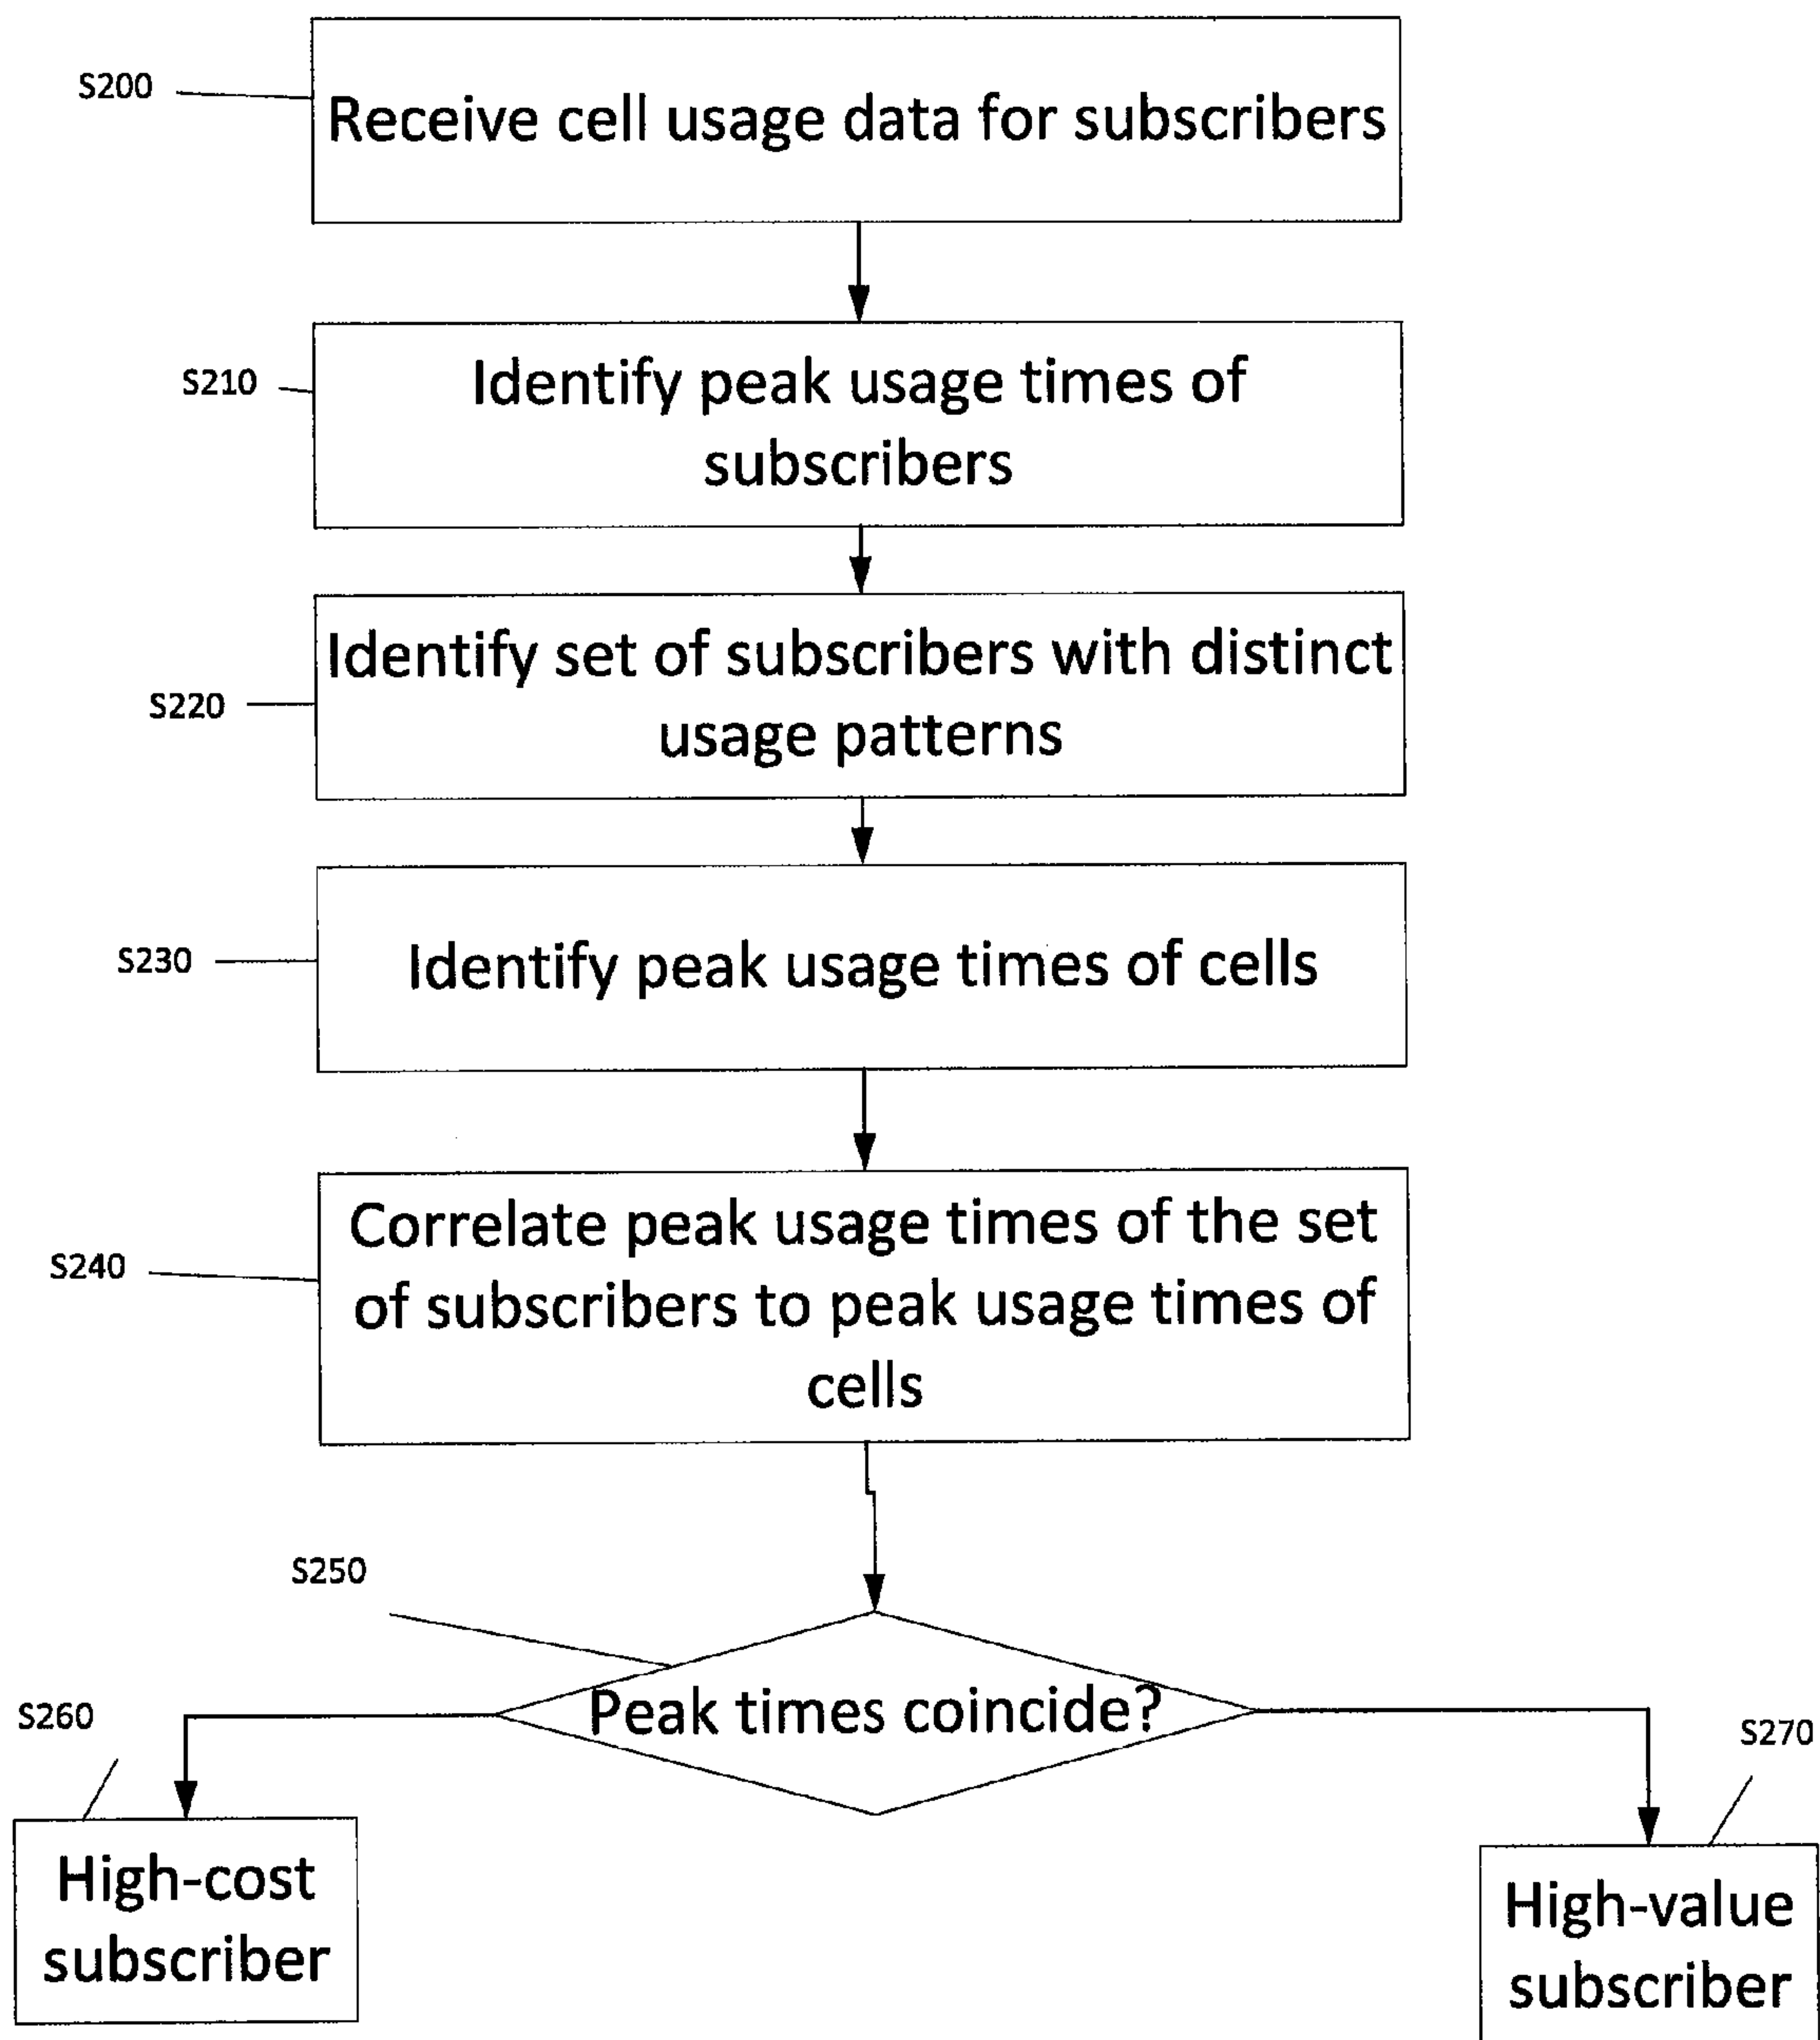 S200
Receive cell usage data for subscribers
S210
Identify peak usage times of
subscribers
S220
Identify set of subscribers with distinct
usage patterns
S230
Identify peak usage times of cells
S240
Correlate peak usage times of the set
of subscribers to peak usage times of
cells
S250
Peak times coincide?
S260
High-cost
subscriber
S270
High-value
subscriber